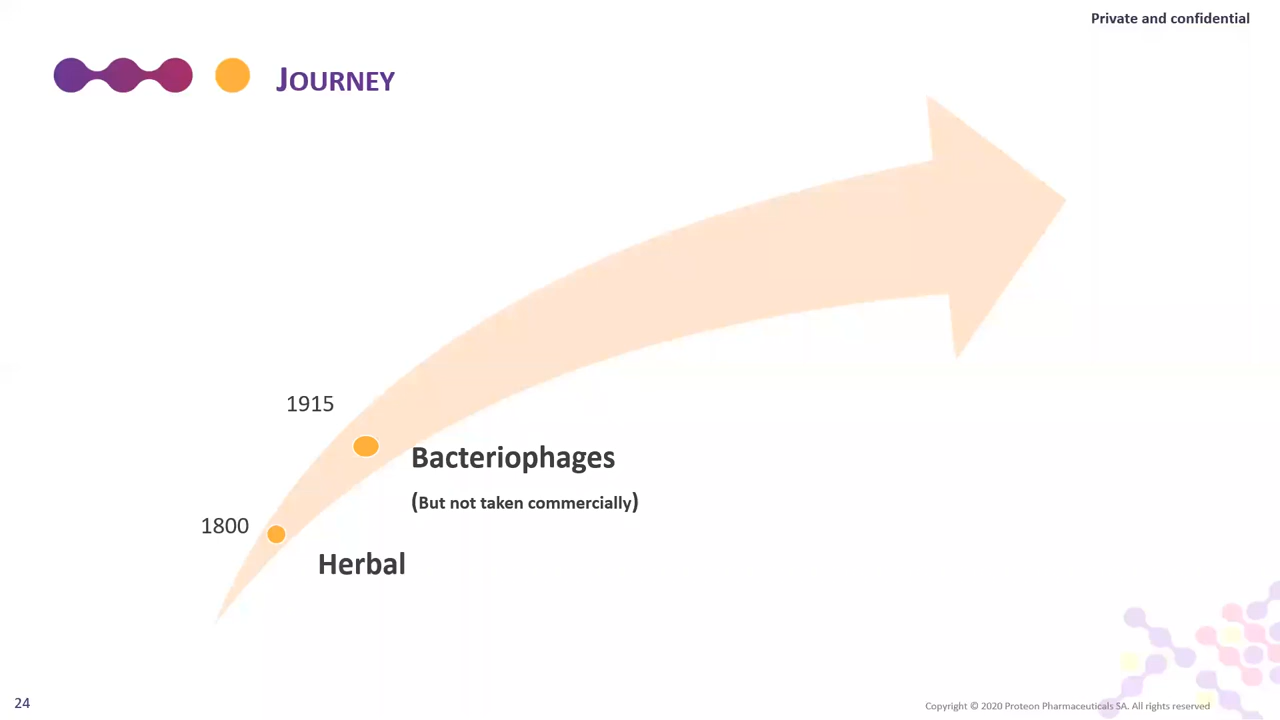 Private and confidential
JOURNEY
1915
Bacteriophages
(But not taken commercially)
1800
Herbal
24
Copyright © 2020 Proteon Pharmaceuticals SA. All rights reserved